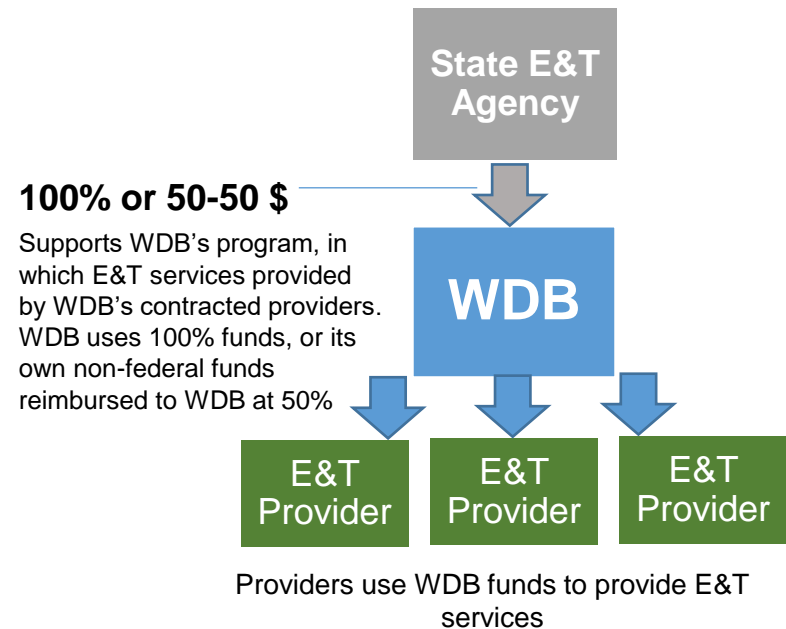 State E&T
Agency
100% or 50-50 $
Supports WDB's program, in
which E&T services provided
by WDB's contracted providers.
WDB uses 100% funds, or its
own non-federal funds
reimbursed to WDB at 50%
WDB
E&T
Provider
E&T
Provider
E&T
Provider
Providers use WDB funds to provide E&T
services